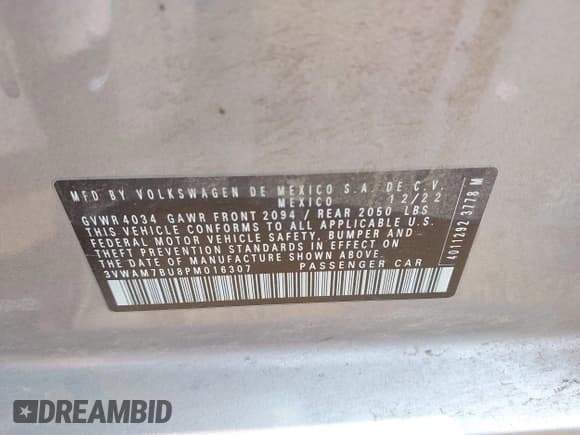 MFD BY VOLKSWAGEN DE MEXICO S.A. DE C.V.
MEXICO 12/22
GVWR 4034 GAWR FRONT 2094 / REAR 2050 LBS
THIS VEHICLE CONFORMS TO ALL APPLICABLE U.S.
FEDERAL MOTOR VEHICLE SAFETY, BUMPER AND
THEFT PREVENTION STANDARDS IN EFFECT ON
THE DATE OF MANUFACTURE SHOWN ABOVE.
3VWAM7BU8PM016307 PASSENGER CAR
4011292 3778 M
DREAMBID